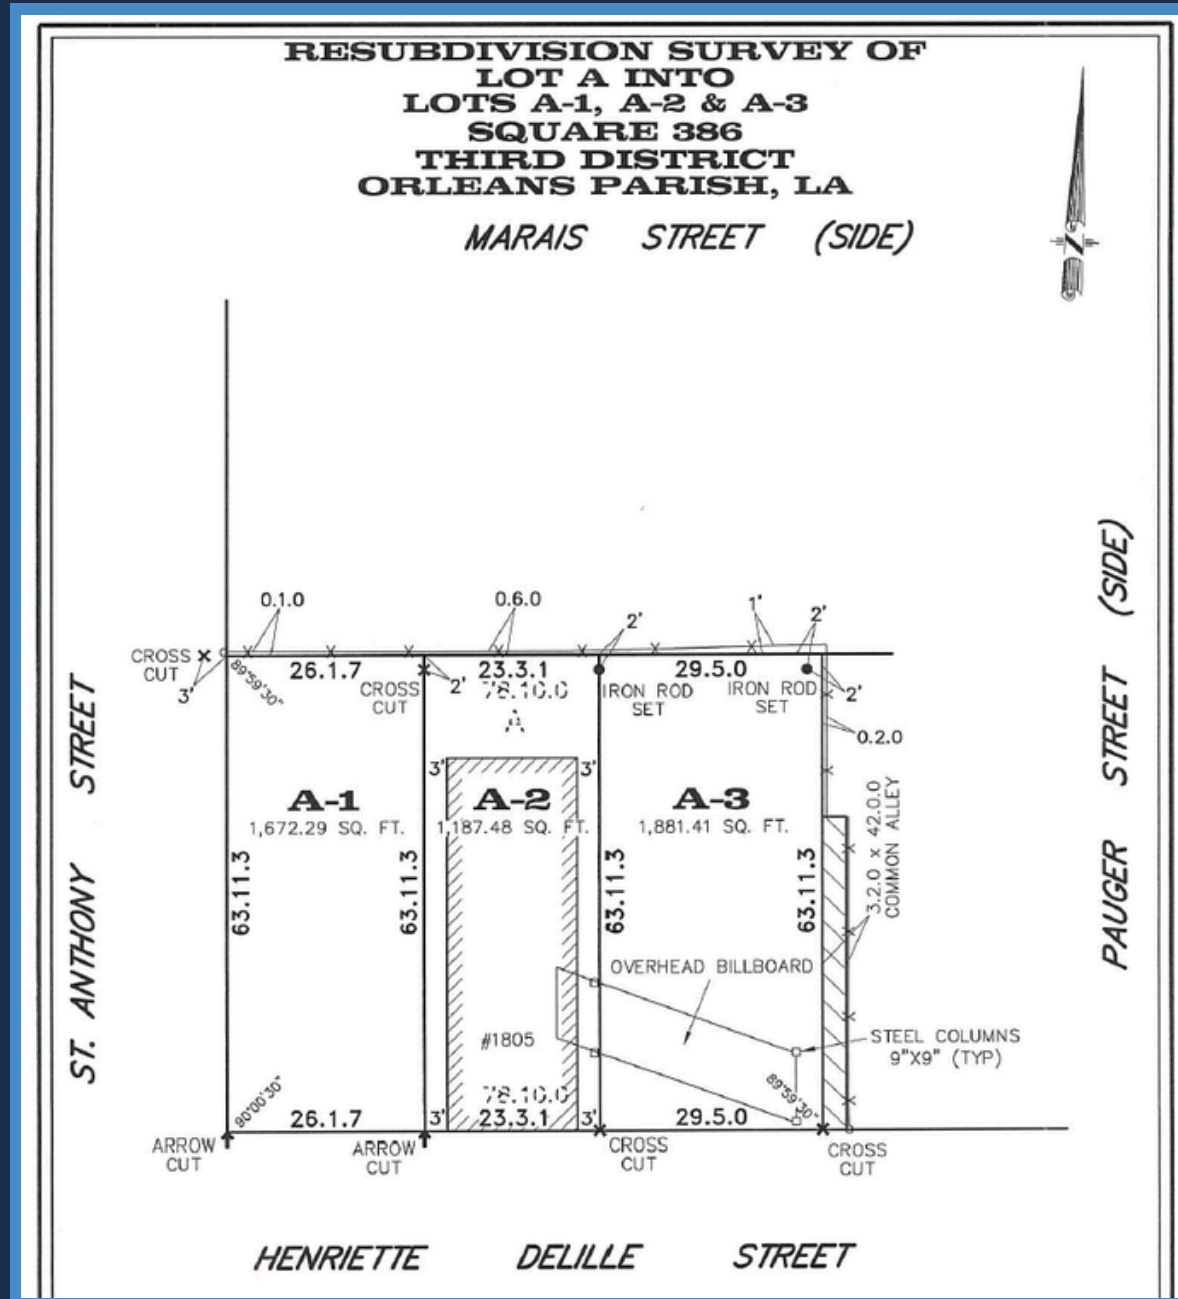 RESUBDIVISION SURVEY OF
LOT A INTO
LOTS A-1, A-2 & A-3
SQUARE 386
THIRD DISTRICT
ORLEANS PARISH, LA
MARAIS STREET (SIDE)
ST. ANTHONY STREET
PAUGER STREET (SIDE)
0.1.0
0.6.0
2'
1'
2'
CROSS
CUT
3'
89°59'30"
26.1.7
CROSS
CUT
2'
23.3.1
78.10.0
A
IRON ROD
SET
29.5.0
IRON ROD
SET
2'
0.2.0
3'
3'
A-1
1,672.29 SQ. FT.
A-2
1,187.48 SQ. FT.
A-3
1,881.41 SQ. FT.
63.11.3
63.11.3
63.11.3
63.11.3
3.2.0 x 42.0.0
COMMON ALLEY
OVERHEAD BILLBOARD
#1805
STEEL COLUMNS
9"X9" (TYP)
90°00'30"
26.1.7
3'
78.10.0
23.3.1
3'
29.5.0
89°59'30"
ARROW
CUT
ARROW
CUT
CROSS
CUT
CROSS
CUT
HENRIETTE DELILLE STREET